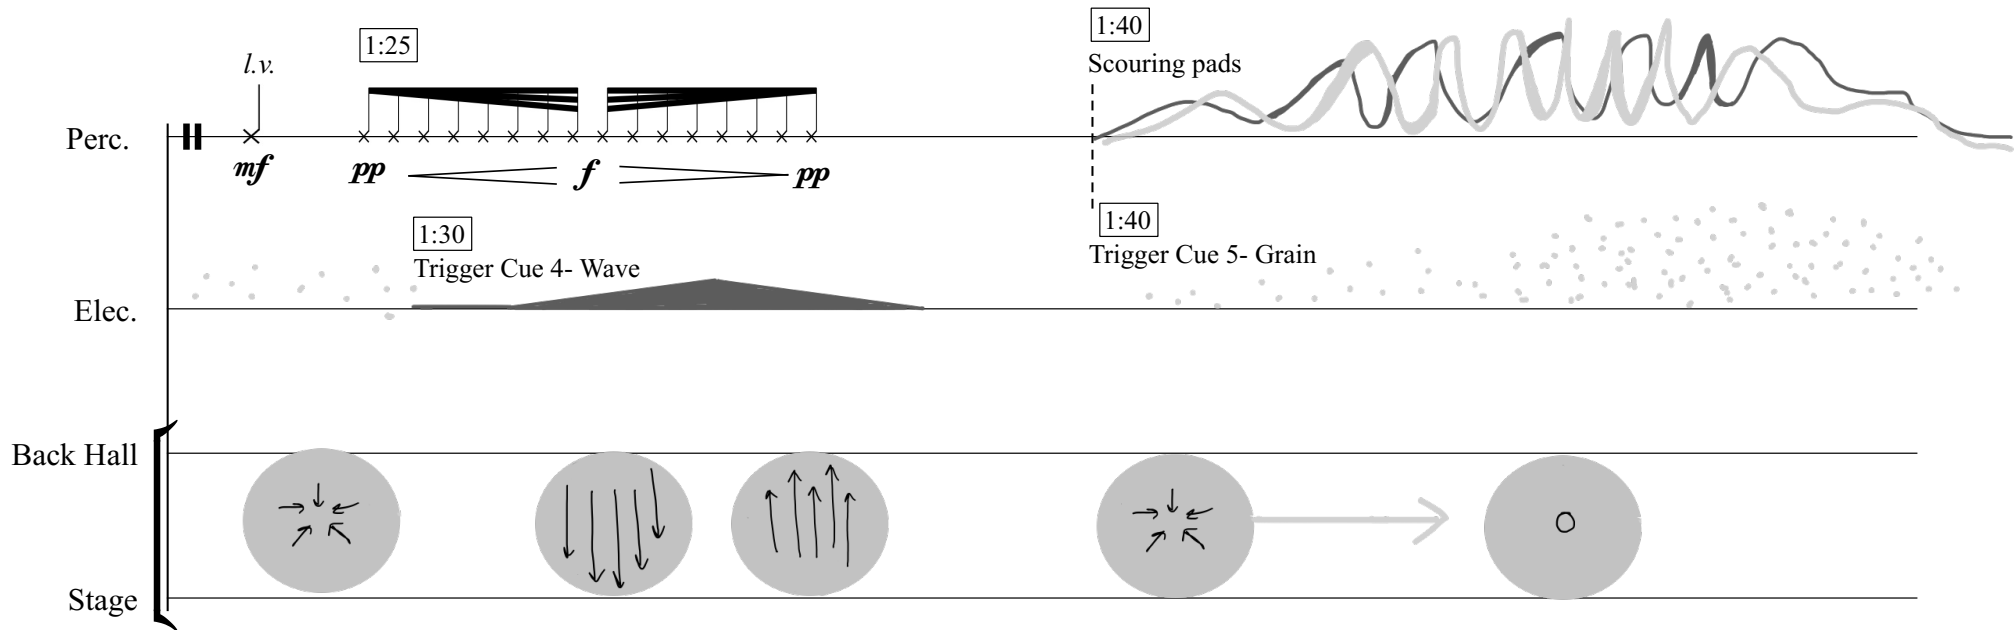 1:25
1:40
l.v.
Scouring pads
Perc.
mf
pp
f
pp
1:30
1:40
Trigger Cue 4- Wave
Trigger Cue 5- Grain
Elec.
Back Hall
Stage